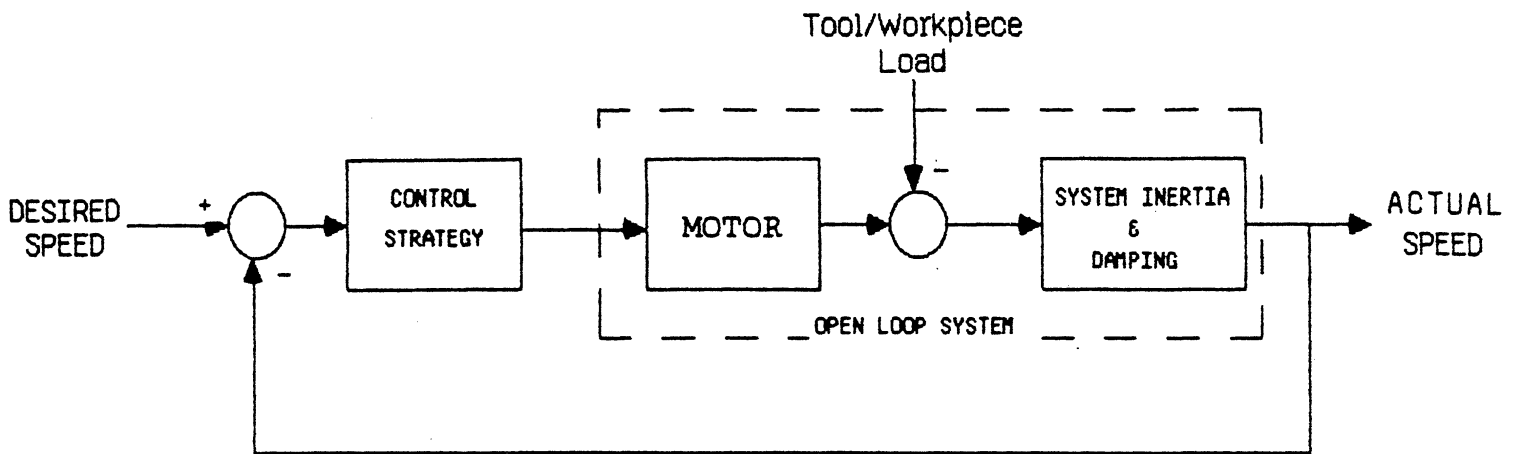 Tool/Workpiece
Load
DESIRED
SPEED
+
-
CONTROL
STRATEGY
MOTOR
-
SYSTEM INERTIA
&
DAMPING
ACTUAL
SPEED
OPEN LOOP SYSTEM